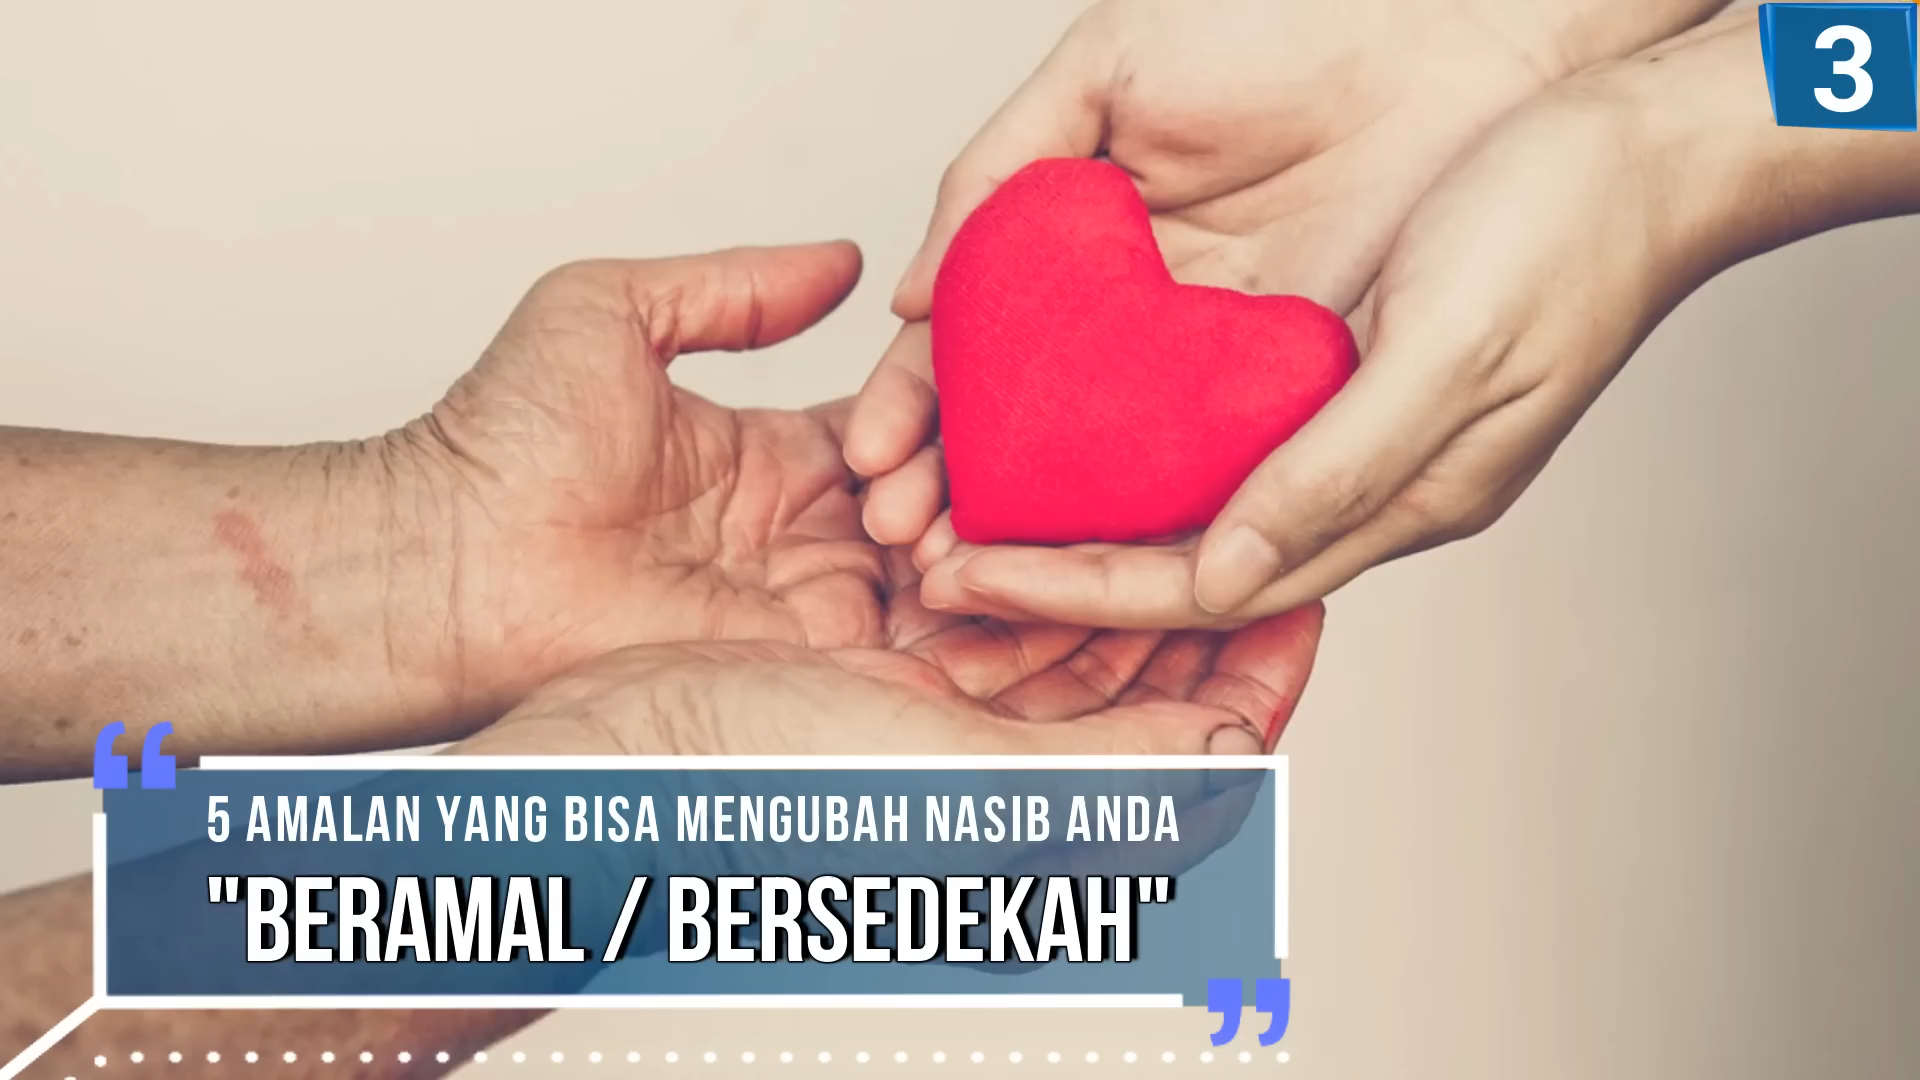 3
5 AMALAN YANG BISA MENGUBAH NASIB ANDA
"BERAMAL / BERSEDEKAH"